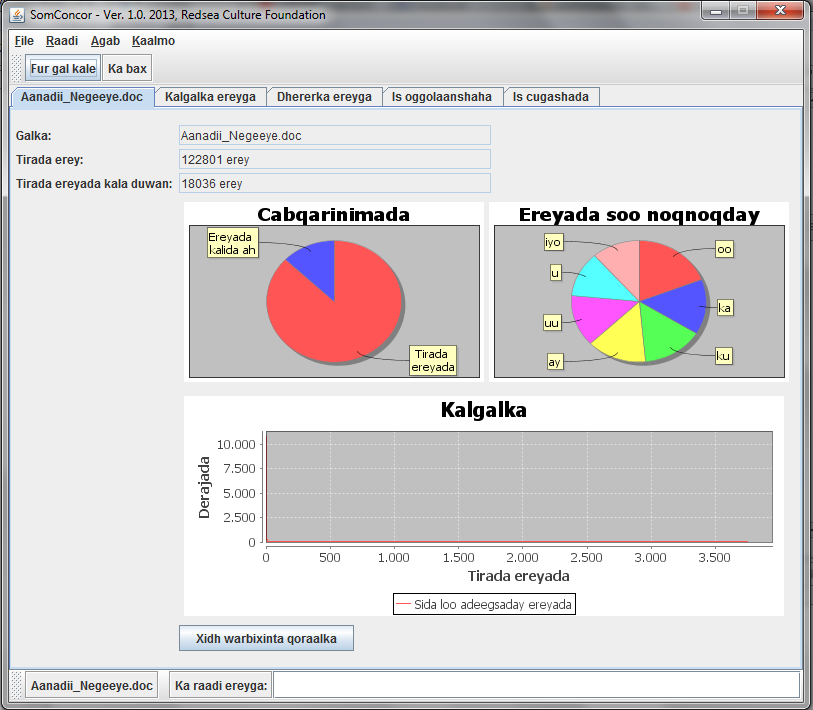 SomConcor - Ver. 1.0. 2013, Redsea Culture Foundation
File Raadi Agab Kaalmo
Fur gal kale Ka bax
Aanadii_Negeeye.doc Kalgalka ereyga Dhererka ereyga Is oggolaanshaha Is cugashada
Galka: Aanadii_Negeeye.doc
Tirada erey: 122801 erey
Tirada ereyada kala duwan: 18036 erey
Cabqarinimada
Ereyada
kalida ah
Tirada
ereyada
Ereyada soo noqnoqday
iyo
oo
u
ka
uu
ku
ay
Kalgalka
Derajada
10.000
7.500
5.000
2.500
0
0 500 1.000 1.500 2.000 2.500 3.000 3.500
Tirada ereyada
Sida loo adeegsaday ereyada
Xidh warbixinta qoraalka
Aanadii_Negeeye.doc Ka raadi ereyga: